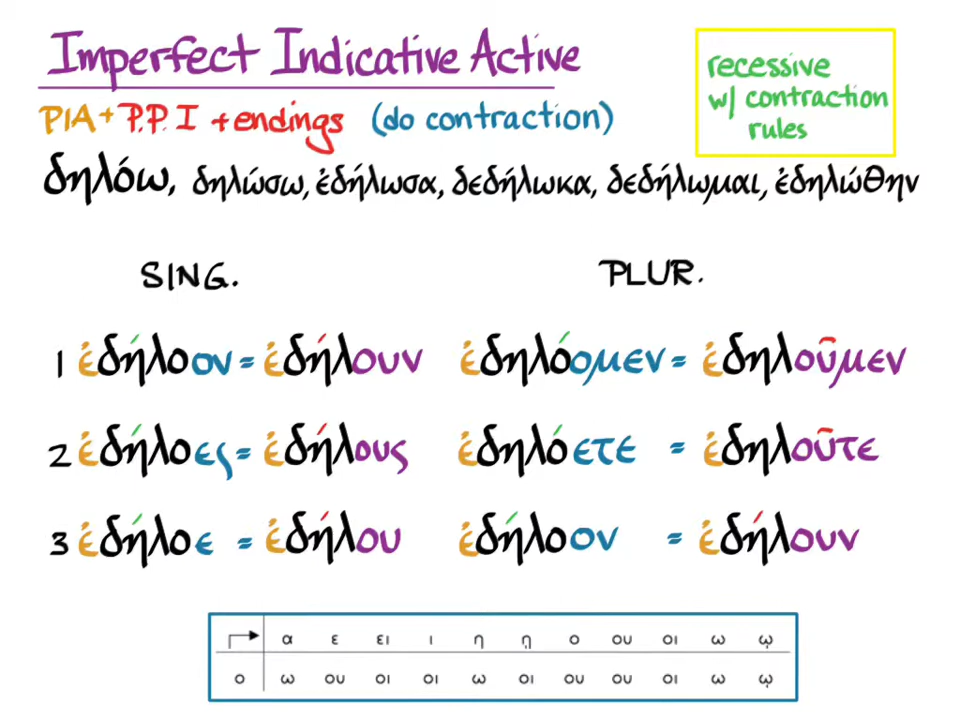 Imperfect Indicative Active
recessive
w/ contraction
rules
PIA + P.P. I + endings (do contraction)
δηλόω, δηλώσω, ἐδήλωσα, δεδήλωκα, δεδήλωμαι, ἐδηλώθην
SING. PLUR.
1 ἐδήλοον = ἐδήλουν ἐδηλόομεν = ἐδηλοῦμεν
2 ἐδήλοες = ἐδήλους ἐδηλόετε = ἐδηλοῦτε
3 ἐδήλοε = ἐδήλου ἐδήλοον = ἐδήλουν
α ε ει ι η ῃ ο ου οι ω ῳ
ο ω ου οι οι ω οι ου ου οι ω ῳ